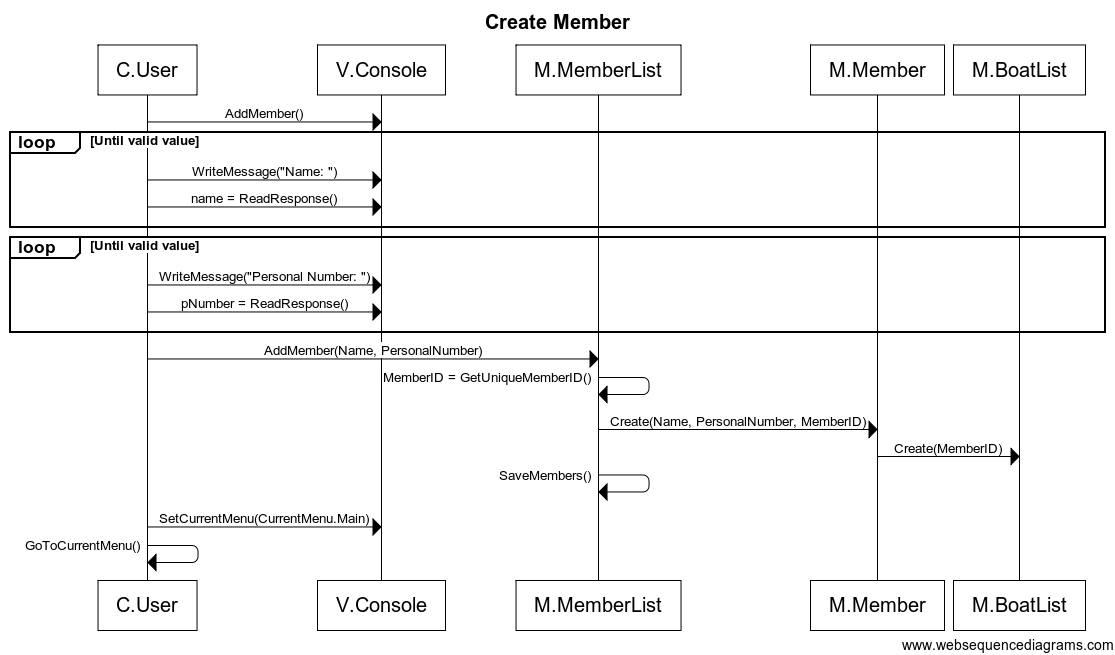 Create Member
C.User
V.Console
M.MemberList
M.Member
M.BoatList
AddMember()
loop
[Until valid value]
WriteMessage("Name: ")
name = ReadResponse()
loop
[Until valid value]
WriteMessage("Personal Number: ")
pNumber = ReadResponse()
AddMember(Name, PersonalNumber)
MemberID = GetUniqueMemberID()
Create(Name, PersonalNumber, MemberID)
Create(MemberID)
SaveMembers()
SetCurrentMenu(CurrentMenu.Main)
GoToCurrentMenu()
C.User
V.Console
M.MemberList
M.Member
M.BoatList
www.websequencediagrams.com